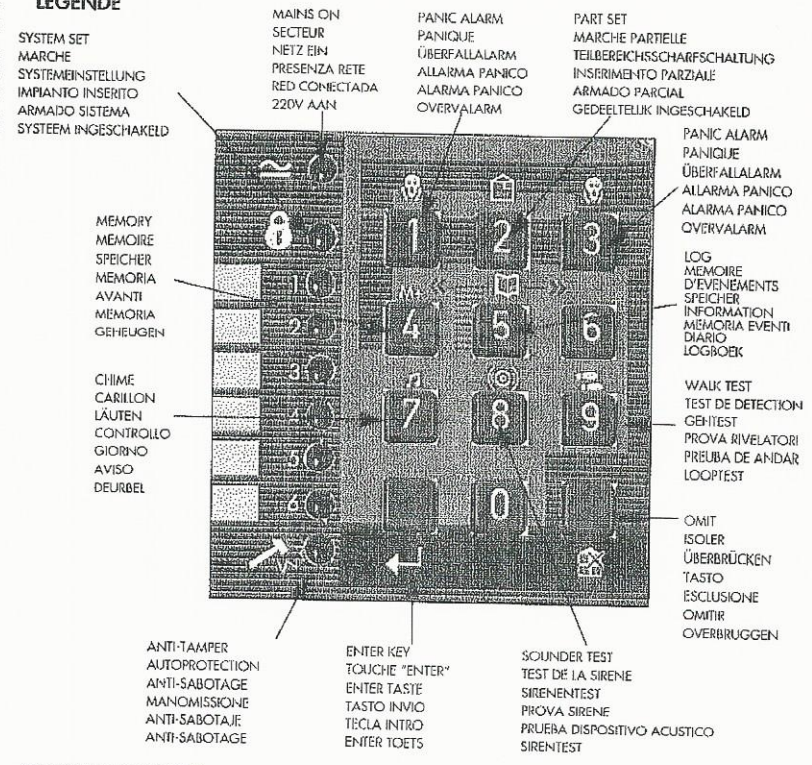 LEGENDE
SYSTEM SET
MARCHE
SYSTEMEINSTELLUNG
IMPIANTO INSERITO
ARMADO SISTEMA
SYSTEEM INGESCHAKELD
MAINS ON
SECTEUR
NETZ EIN
PRESENZA RETE
RED CONECTADA
220V AAN
PANIC ALARM
PANIQUE
ÜBERFALLALARM
ALLARMA PANICO
ALARMA PANICO
OVERVALARM
PART SET
MARCHE PARTIELLE
TEILBEREICHSSCHARFSCHALTUNG
INSERIMENTO PARZIALE
ARMADO PARCIAL
GEDEELTELIJK INGESCHAKELD
PANIC ALARM
PANIQUE
ÜBERFALLALARM
ALLARMA PANICO
ALARMA PANICO
OVERVALARM
MEMORY
MÉMOIRE
SPEICHER
MEMORIA
AVANTI
MEMORIA
GEHEUGEN
LOG
MEMOIRE
D'EVENEMENTS
SPEICHER
INFORMATION
MEMORIA EVENTI
DIARIO
LOGBOEK
CHIME
CARILLON
LÄUTEN
CONTROLLO
GIORNO
AVISO
DEURBEL
WALK TEST
TEST DE DETECTION
GEHTEST
PROVA RIVELATORI
PREUBA DE ANDAR
LOOPTEST
1 2 3
M+ « »
4 5 6
7 8 9
0
1
2
3
4
5
6
OMIT
ISOLER
ÜBERBRÜCKEN
TASTO
ESCLUSIONE
OMITIR
OVERBRUGGEN
ANTI-TAMPER
AUTOPROTECTION
ANTI-SABOTAGE
MANOMISSIONE
ANTI-SABOTAJE
ANTI-SABOTAGE
ENTER KEY
TOUCHE "ENTER"
ENTER TASTE
TASTO INVIO
TECLA INTRO
ENTER TOETS
SOUNDER TEST
TEST DE LA SIRENE
SIRENENTEST
PROVA SIRENE
PRUEBA DISPOSITIVO ACUSTICO
SIRENTEST